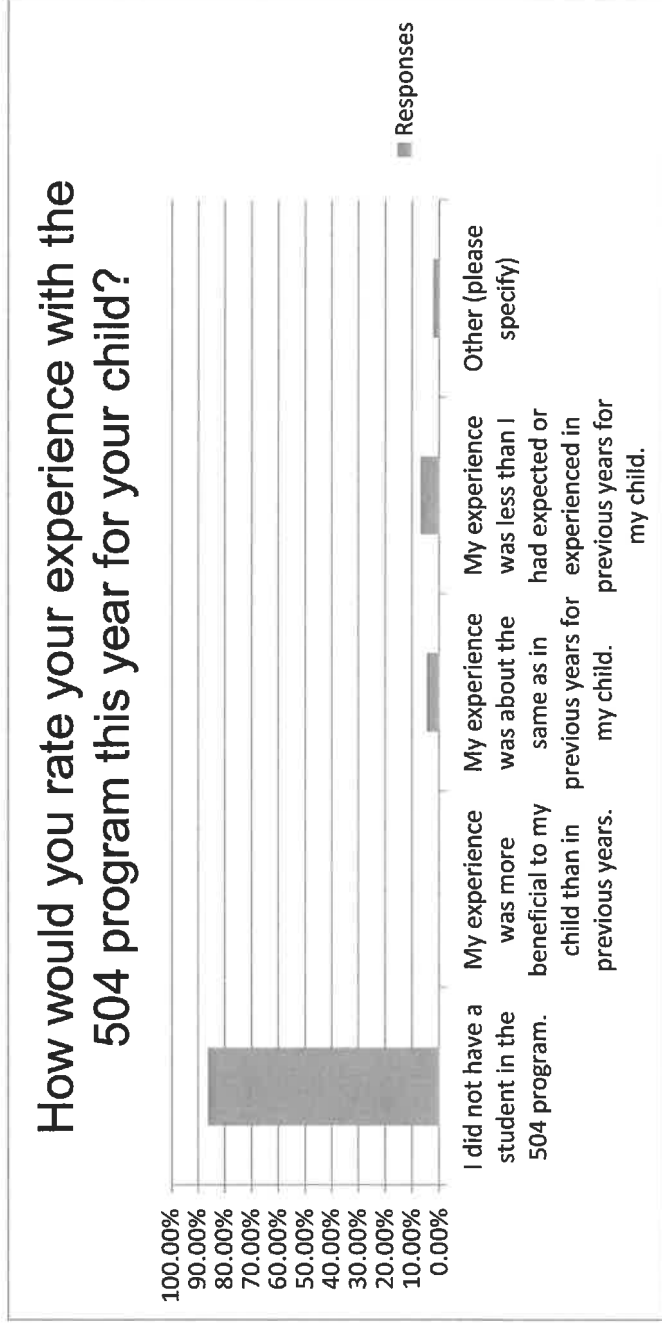 How would you rate your experience with the
504 program this year for your child?
100.00%
90.00%
80.00%
70.00%
60.00%
50.00%
40.00%
30.00%
20.00%
10.00%
0.00%
I did not have a
student in the
504 program.
My experience
was more
beneficial to my
child than in
previous years.
My experience
was about the
same as in
previous years for
my child.
My experience
was less than I
had expected or
experienced in
previous years for
my child.
Other (please
specify)
Responses